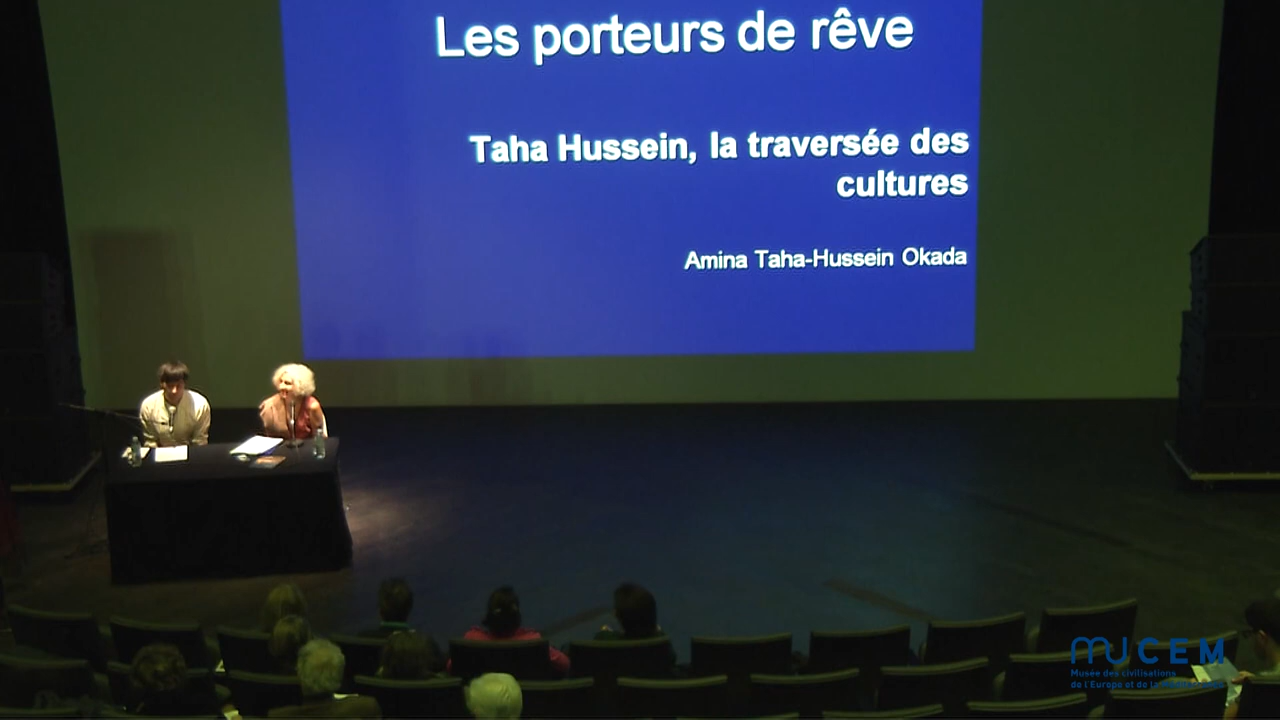 Les porteurs de rêve
Taha Hussein, la traversée des
cultures
Amina Taha-Hussein Okada
MUCEM
Musée des civilisations
de l'Europe et de la Méditerranée